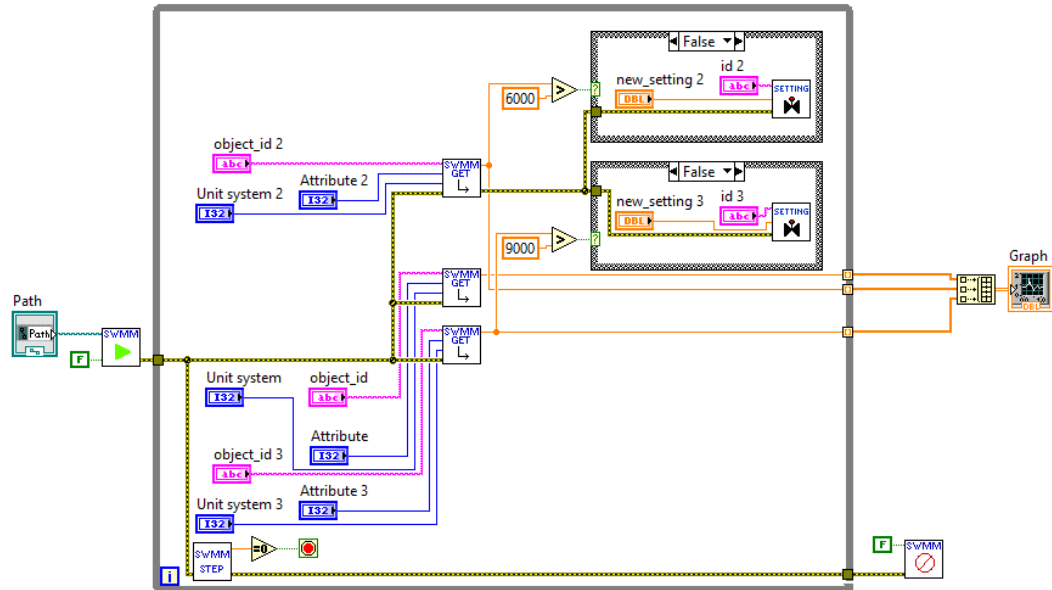 False
id 2
new_setting 2
abc
SETTING
DBL
6000
?
object_id 2
abc
SWMM
GET
Attribute 2
Unit system 2
I32
I32
False
id 3
new_setting 3
abc
SETTING
DBL
9000
?
SWMM
GET
Graph
DBL
Path
Path
SWMM
F
SWMM
GET
Unit system
object_id
I32
abc
Attribute
I32
object_id 3
abc
Attribute 3
Unit system 3
I32
I32
SWMM
STEP
=0
i
F
SWMM